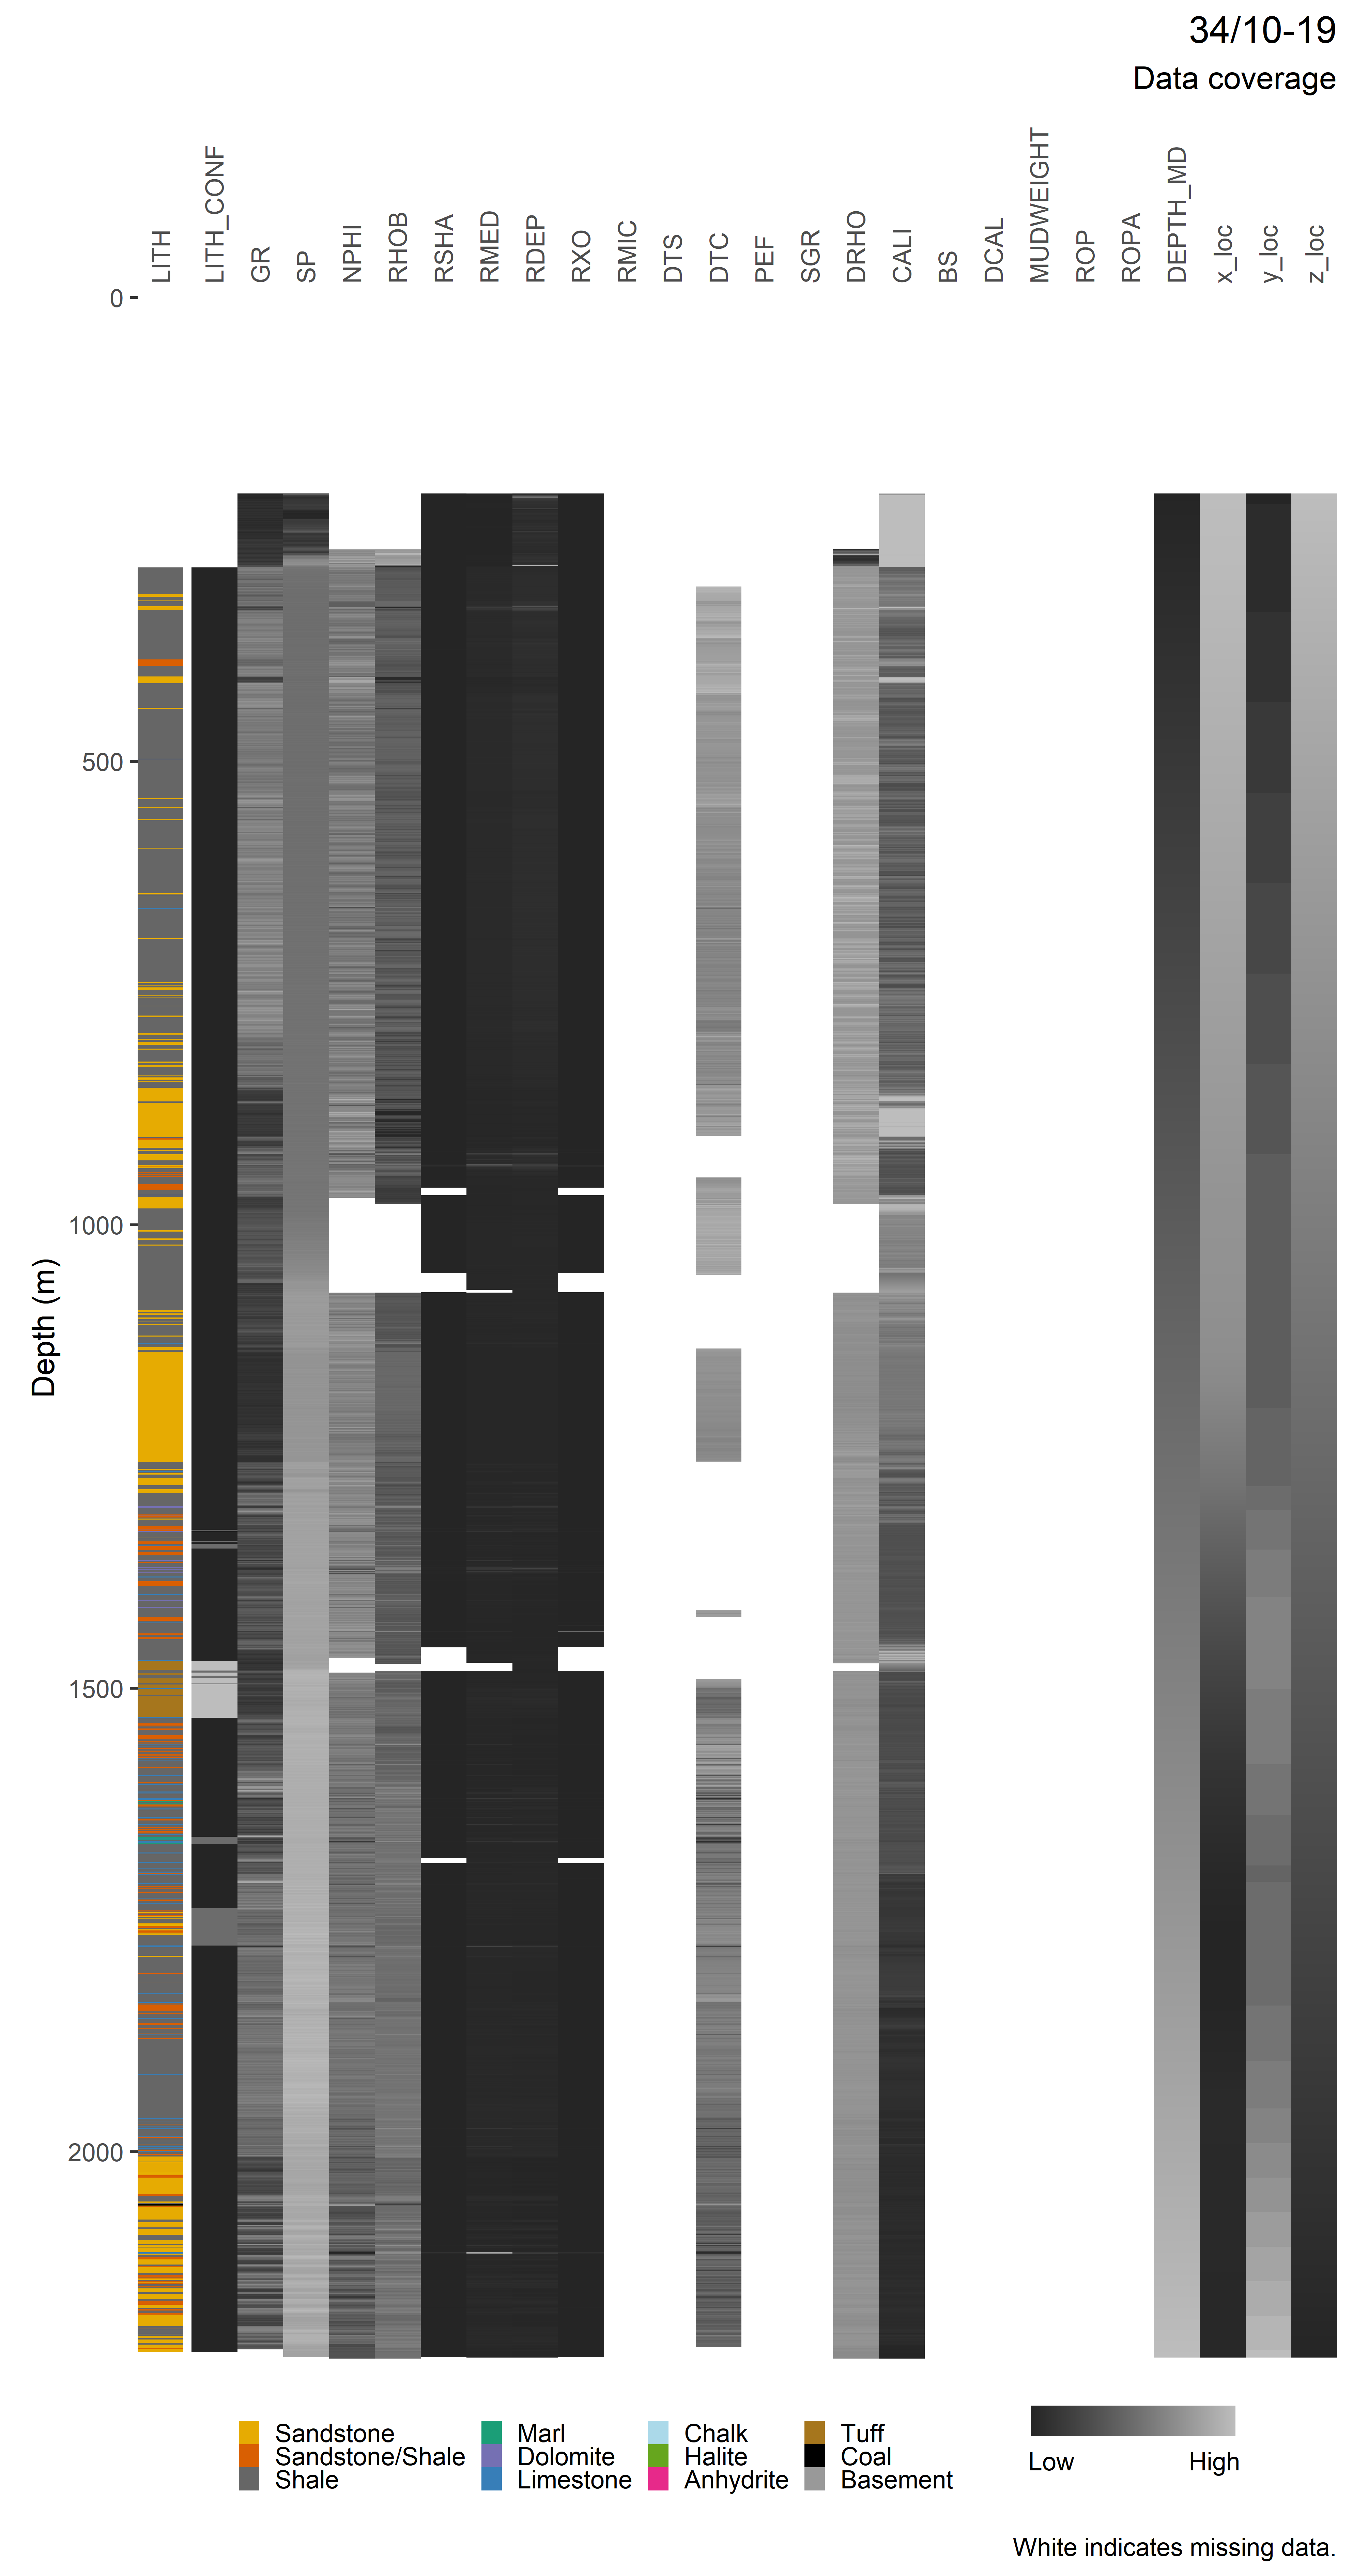 34/10-19
Data coverage
LITH
LITH_CONF
GR
SP
NPHI
RHOB
RSHA
RMED
RDEP
RXO
RMIC
DTS
DTC
PEF
SGR
DRHO
CALI
BS
DCAL
MUDWEIGHT
ROP
ROPA
DEPTH_MD
x_loc
y_loc
z_loc
0
500
1000
1500
2000
Depth (m)
Sandstone
Sandstone/Shale
Shale
Marl
Dolomite
Limestone
Chalk
Halite
Anhydrite
Tuff
Coal
Basement
Low High
White indicates missing data.